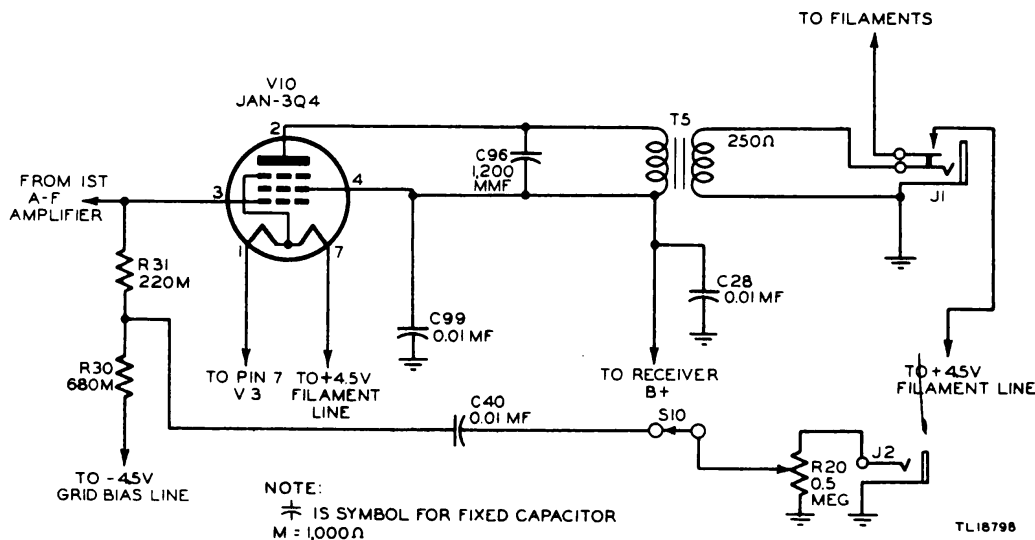 TO FILAMENTS
V10
JAN-3Q4
2
T5
C96
1,200
MMF
250Ω
FROM 1ST
A-F
AMPLIFIER
3
4
J1
1
7
R31
220M
C28
0.01 MF
C99
0.01 MF
R30
680M
TO PIN 7
V3
TO+4.5V
FILAMENT
LINE
TO RECEIVER
B+
TO +4.5V
FILAMENT LINE
C40
0.01 MF
S10
J2
R20
0.5
MEG
TO -4.5V
GRID BIAS LINE
NOTE:
IS SYMBOL FOR FIXED CAPACITOR
M = 1,000Ω
TL18798